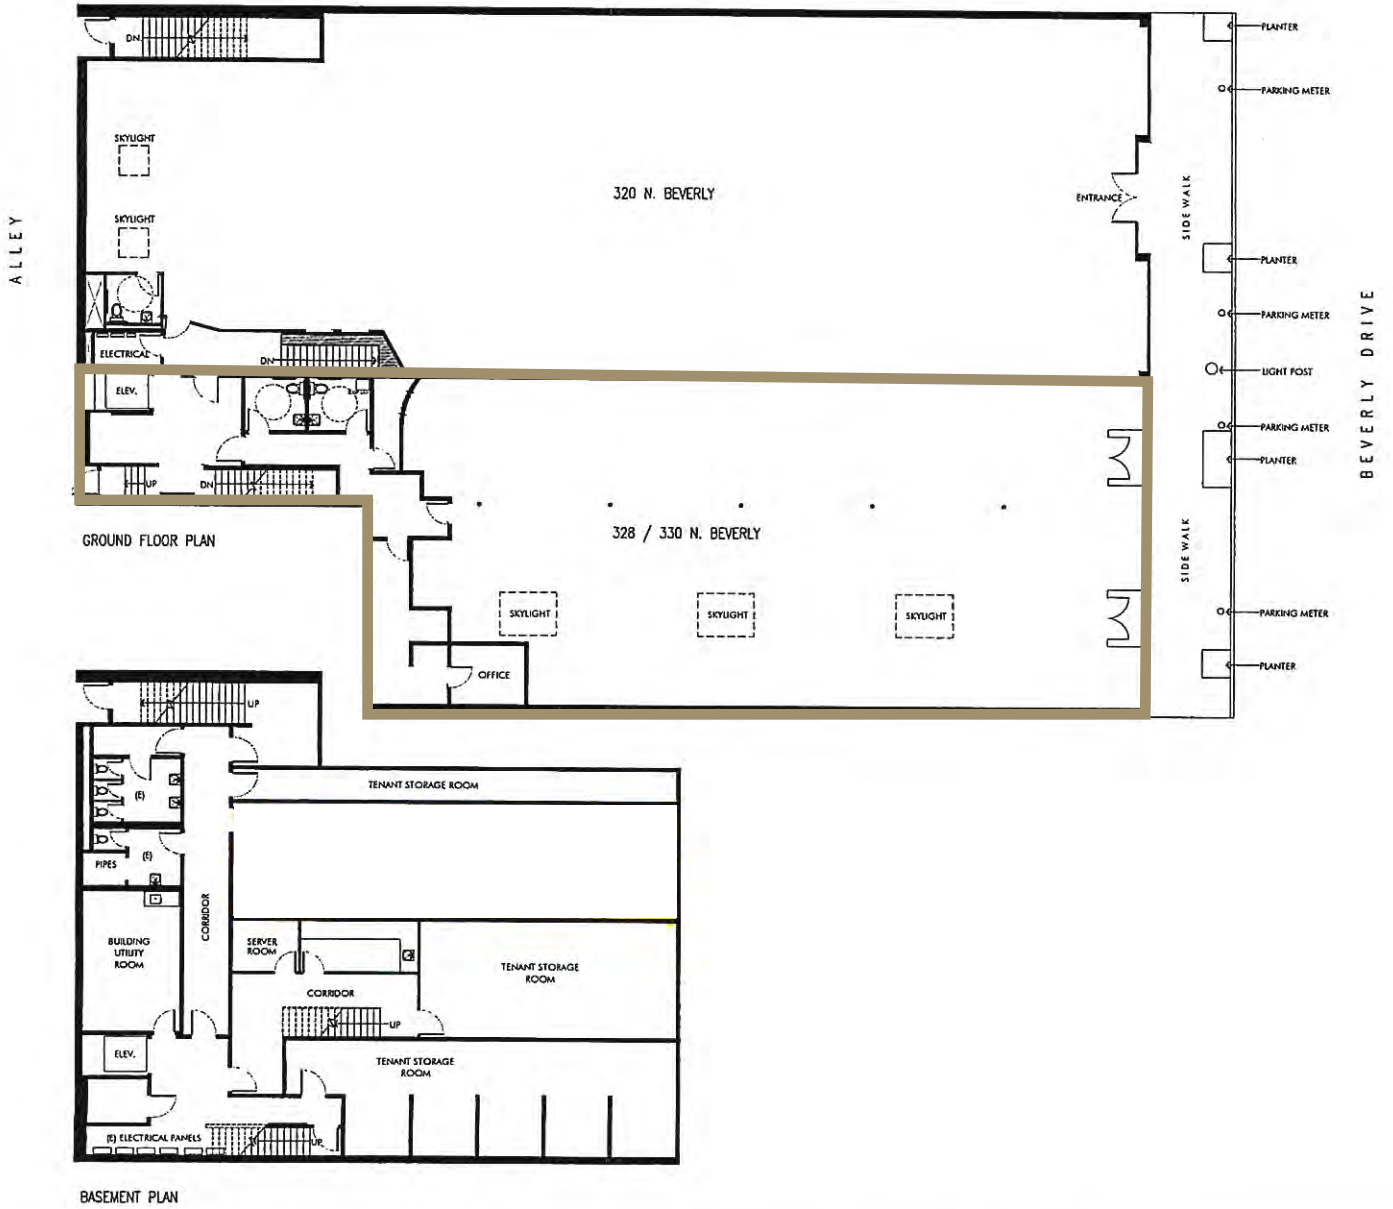 DN.
PLANTER
PARKING METER
SKYLIGHT
320 N. BEVERLY
ENTRANCE
SIDE WALK
ALLEY
SKYLIGHT
PLANTER
BEVERLY DRIVE
PARKING METER
ELECTRICAL
DN
LIGHT POST
ELEV.
PARKING METER
PLANTER
UP
DN
328 / 330 N. BEVERLY
GROUND FLOOR PLAN
SIDE WALK
SKYLIGHT
SKYLIGHT
SKYLIGHT
PARKING METER
OFFICE
PLANTER
UP
TENANT STORAGE ROOM
(E)
(E)
PIPES
CORRIDOR
BUILDING
UTILITY
ROOM
SERVER
ROOM
TENANT STORAGE
ROOM
CORRIDOR
UP
ELEV.
TENANT STORAGE
ROOM
(E) ELECTRICAL PANELS
UP
BASEMENT PLAN